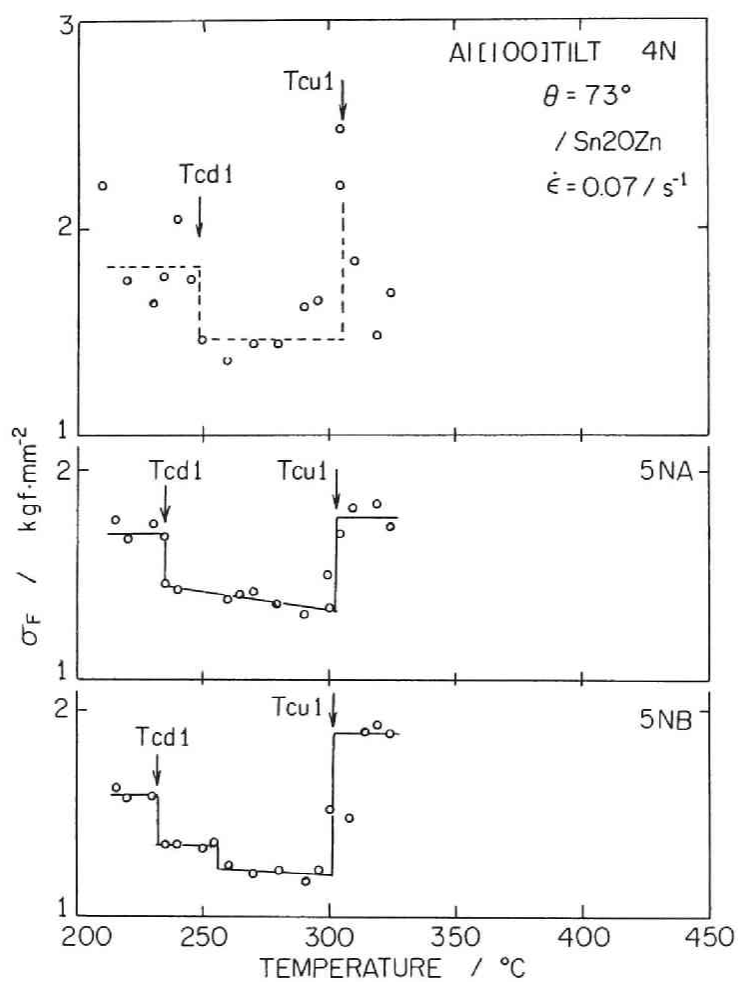 3
Al[100]TILT 4N
θ = 73°
/ Sn20Zn
ε̇ = 0.07 / s⁻¹
Tcu1
Tcd1
2
1
σF / kgf·mm⁻²
Tcd1
Tcu1
5NA
2
1
Tcd1
Tcu1
5NB
2
1
200 250 300 350 400 450
TEMPERATURE / °C